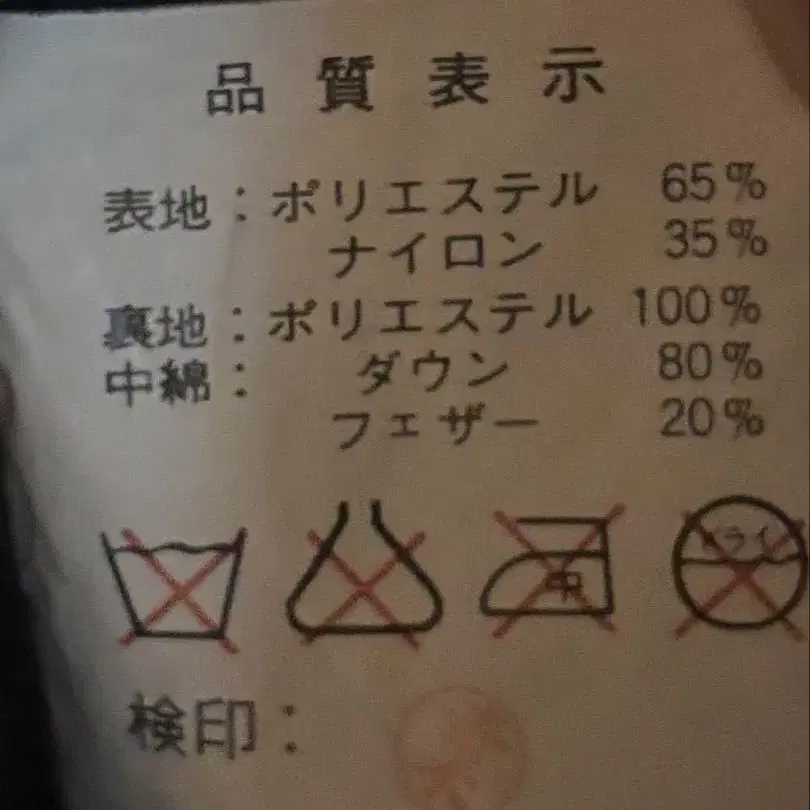 品質表示
表地：ポリエステル 65%
ナイロン 35%
裏地：ポリエステル 100%
中綿： ダウン 80%
フェザー 20%
中 ドライ
検印：